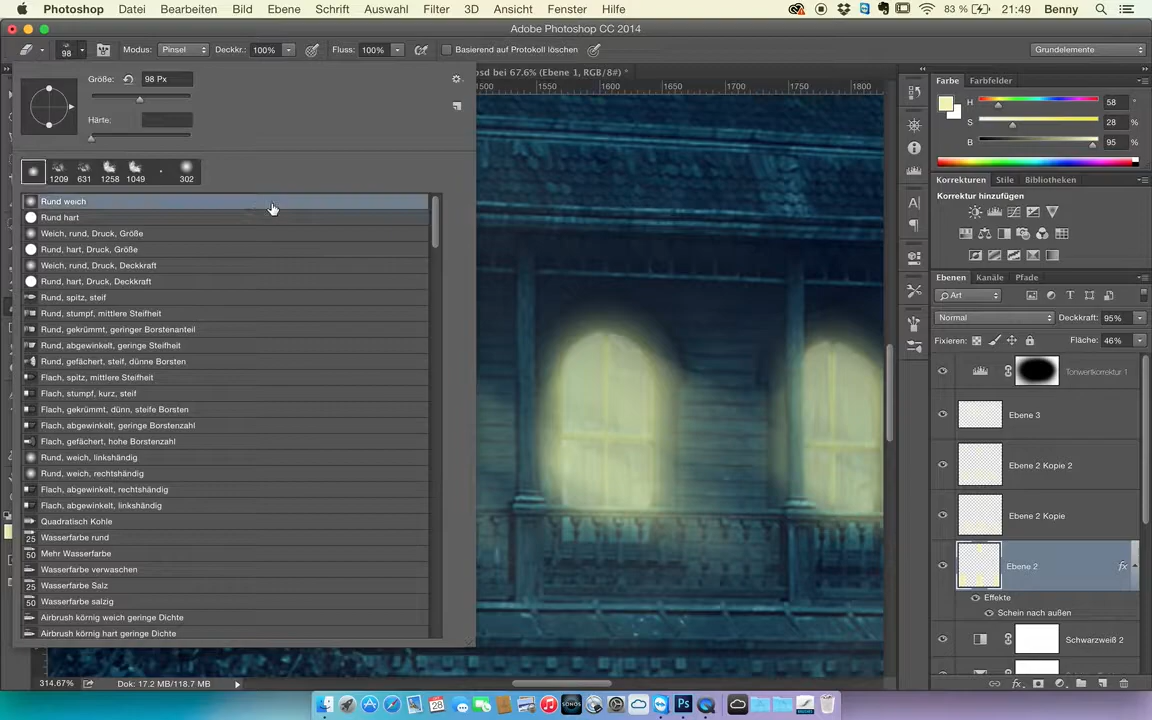 Photoshop Datei Bearbeiten Bild Ebene Schrift Auswahl Filter 3D Ansicht Fenster Hilfe 94 % 21:49 Benny
Adobe Photoshop CC 2014
98 Modus: Pinsel Deckkr.: 100% Fluss: 100% Basierend auf Protokoll löschen Grundelemente
psd bei 67.6% (Ebene 1, RGB/8#) *
Größe: 98 Px
Härte:
1209 631 1258 1049 302
Rund weich
Rund hart
Weich, rund, Druck, Größe
Rund, hart, Druck, Größe
Weich, rund, Druck, Deckkraft
Rund, hart, Druck, Deckkraft
Rund, spitz, steif
Rund, stumpf, mittlere Steifheit
Rund, gekrümmt, geringer Borstenanteil
Rund, abgewinkelt, geringe Steifheit
Rund, gefächert, steif, dünne Borsten
Flach, spitz, mittlere Steifheit
Flach, stumpf, kurz, steif
Flach, gekrümmt, dünn, steife Borsten
Flach, abgewinkelt, geringe Borstenzahl
Flach, gefächert, hohe Borstenzahl
Rund, weich, linkshändig
Rund, weich, rechtshändig
Flach, abgewinkelt, rechtshändig
Flach, abgewinkelt, linkshändig
Quadratisch Kohle
25 Wasserfarbe rund
50 Mehr Wasserfarbe
Wasserfarbe verwaschen
25 Wasserfarbe Salz
50 Wasserfarbe salzig
Airbrush körnig weich geringe Dichte
Airbrush körnig hart geringe Dichte
1500 1550 1600 1650 1700 1750 1800
314.67% Dok: 17.2 MB/118.7 MB
Farbe Farbfelder
H 58 °
S 28 %
B 95 %
Korrekturen Stile Bibliotheken
Korrektur hinzufügen
Ebenen Kanäle Pfade
Art
Normal Deckkraft: 95%
Fixieren: Fläche: 46%
Tonwertkorrektur 1
Ebene 3
Ebene 2 Kopie 2
Ebene 2 Kopie
Ebene 2 fx
Effekte
Schein nach außen
Schwarzweiß 2